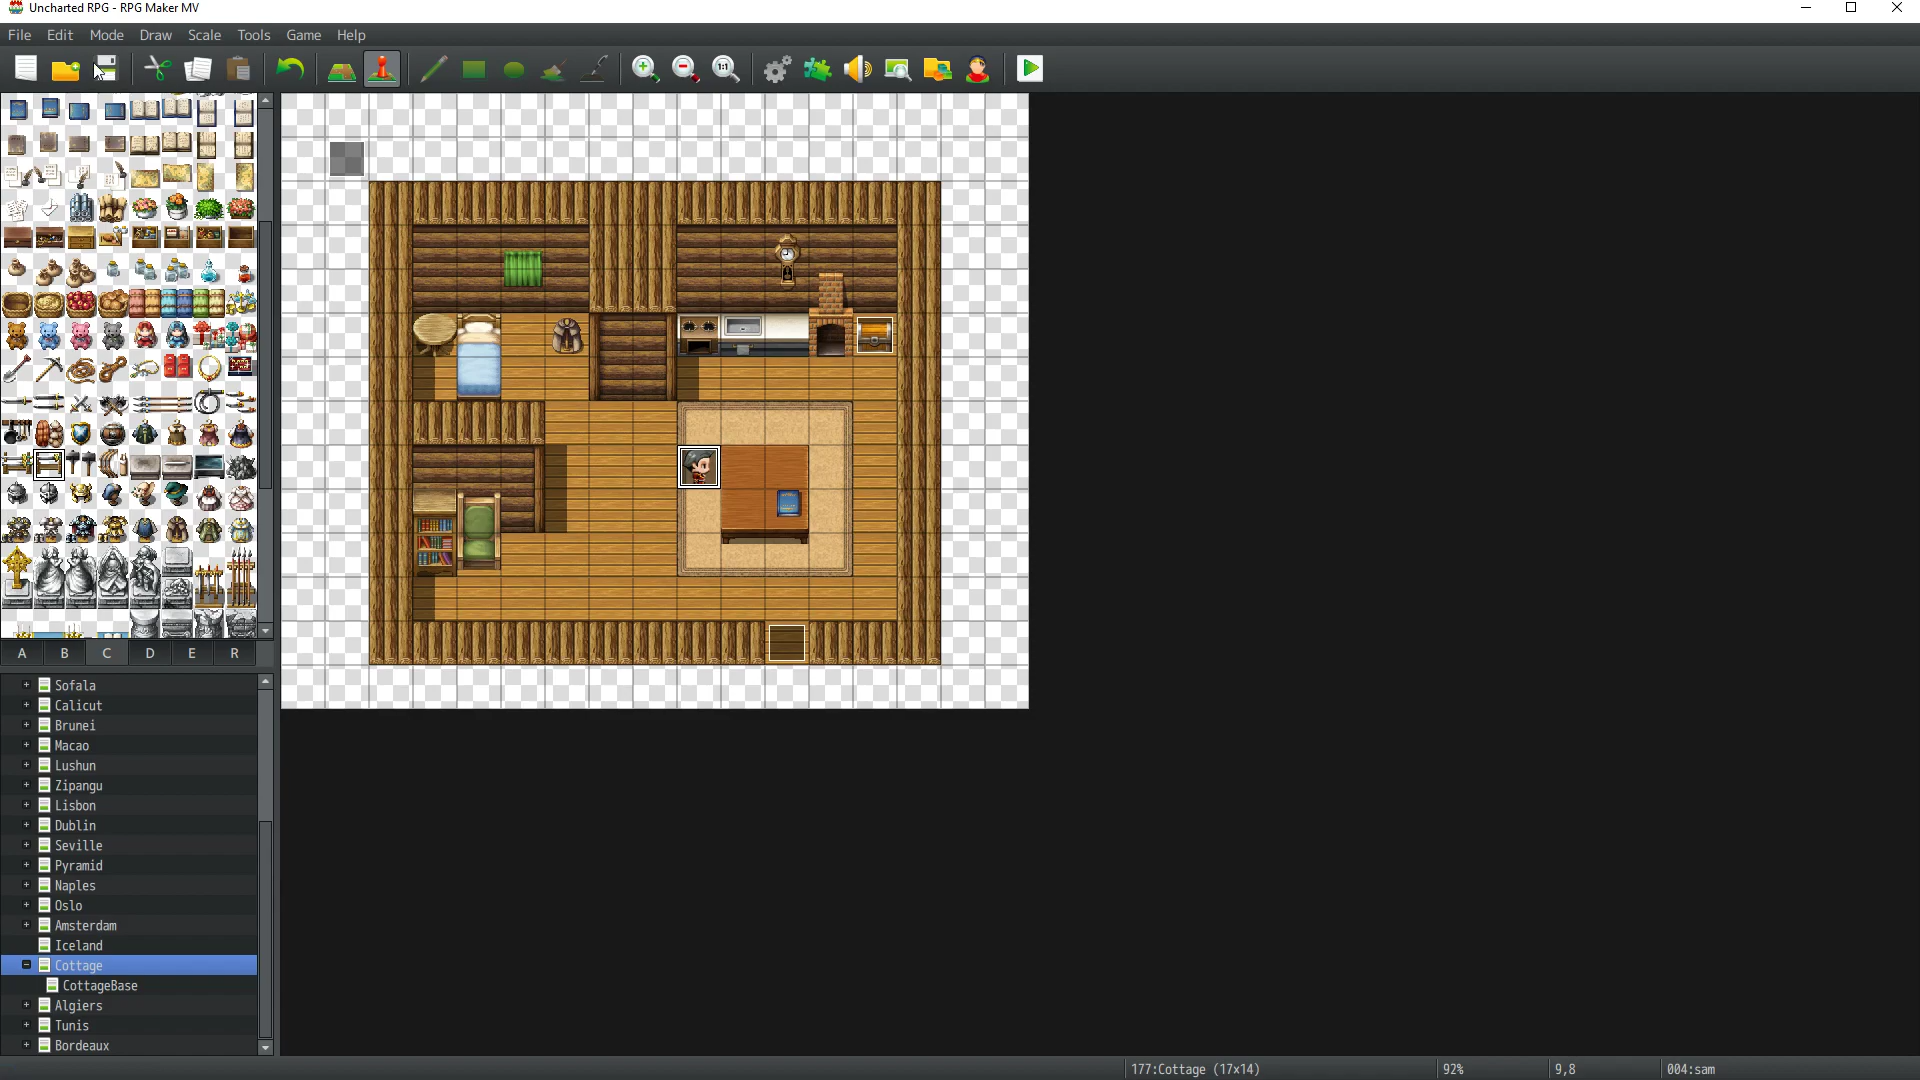 Uncharted RPG - RPG Maker MV
File Edit Mode Draw Scale Tools Game Help
1:1
A B C D E R
Sofala
Calicut
Brunei
Macao
Lushun
Zipangu
Lisbon
Dublin
Seville
Pyramid
Naples
Oslo
Amsterdam
Iceland
Cottage
CottageBase
Algiers
Tunis
Bordeaux
177:Cottage (17x14) 92% 9,8 004:sam